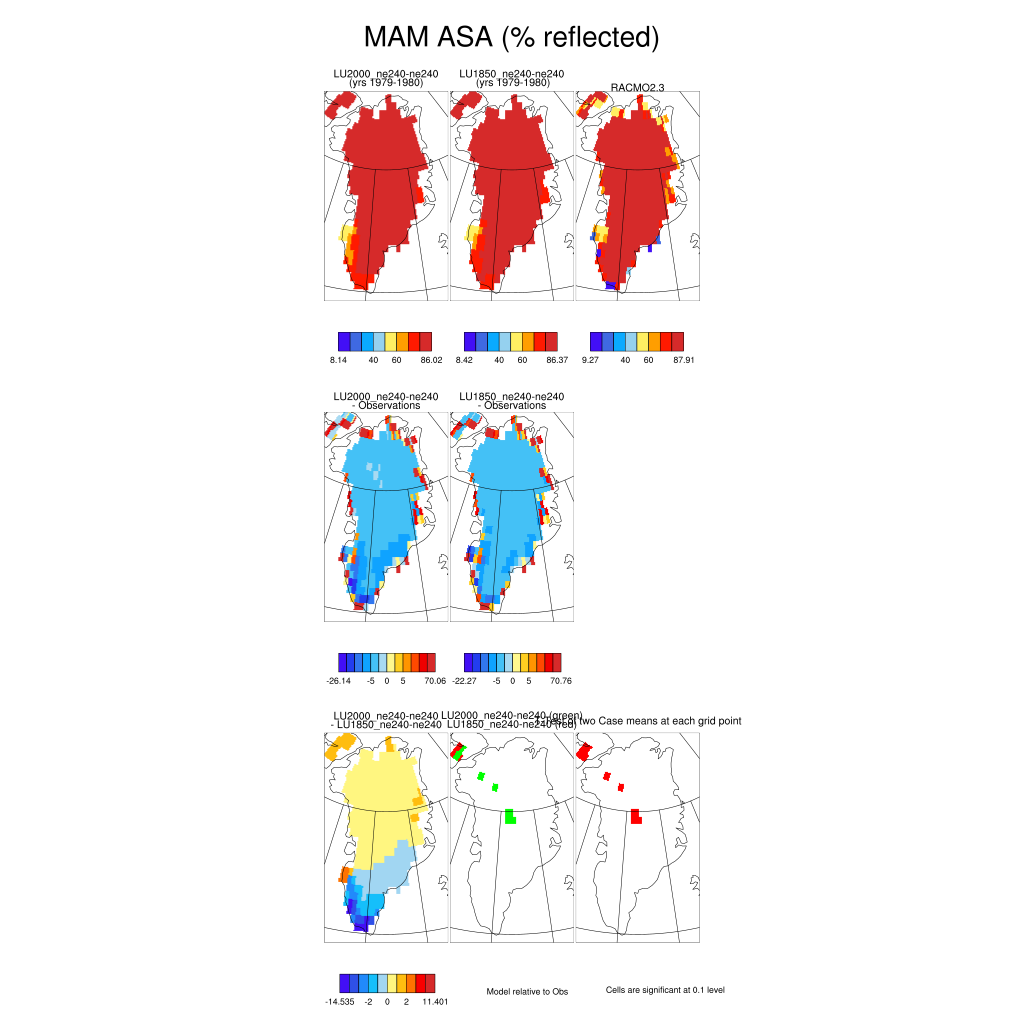 MAM ASA (% reflected)
LU2000_ne240-ne240
(yrs 1979-1980)
LU1850_ne240-ne240
(yrs 1979-1980)
RACMO2.3
8.14 40 60 86.02
8.42 40 60 86.37
9.27 40 60 87.91
LU2000_ne240-ne240
- Observations
LU1850_ne240-ne240
- Observations
-26.14 -5 0 5 70.06
-22.27 -5 0 5 70.76
LU2000_ne240-ne240
- LU1850_ne240-ne240
LU2000_ne240-ne240 (green)
LU1850_ne240-ne240 (red)
of two Case means at each grid point
-14.535 -2 0 2 11.401
Model relative to Obs
Cells are significant at 0.1 level